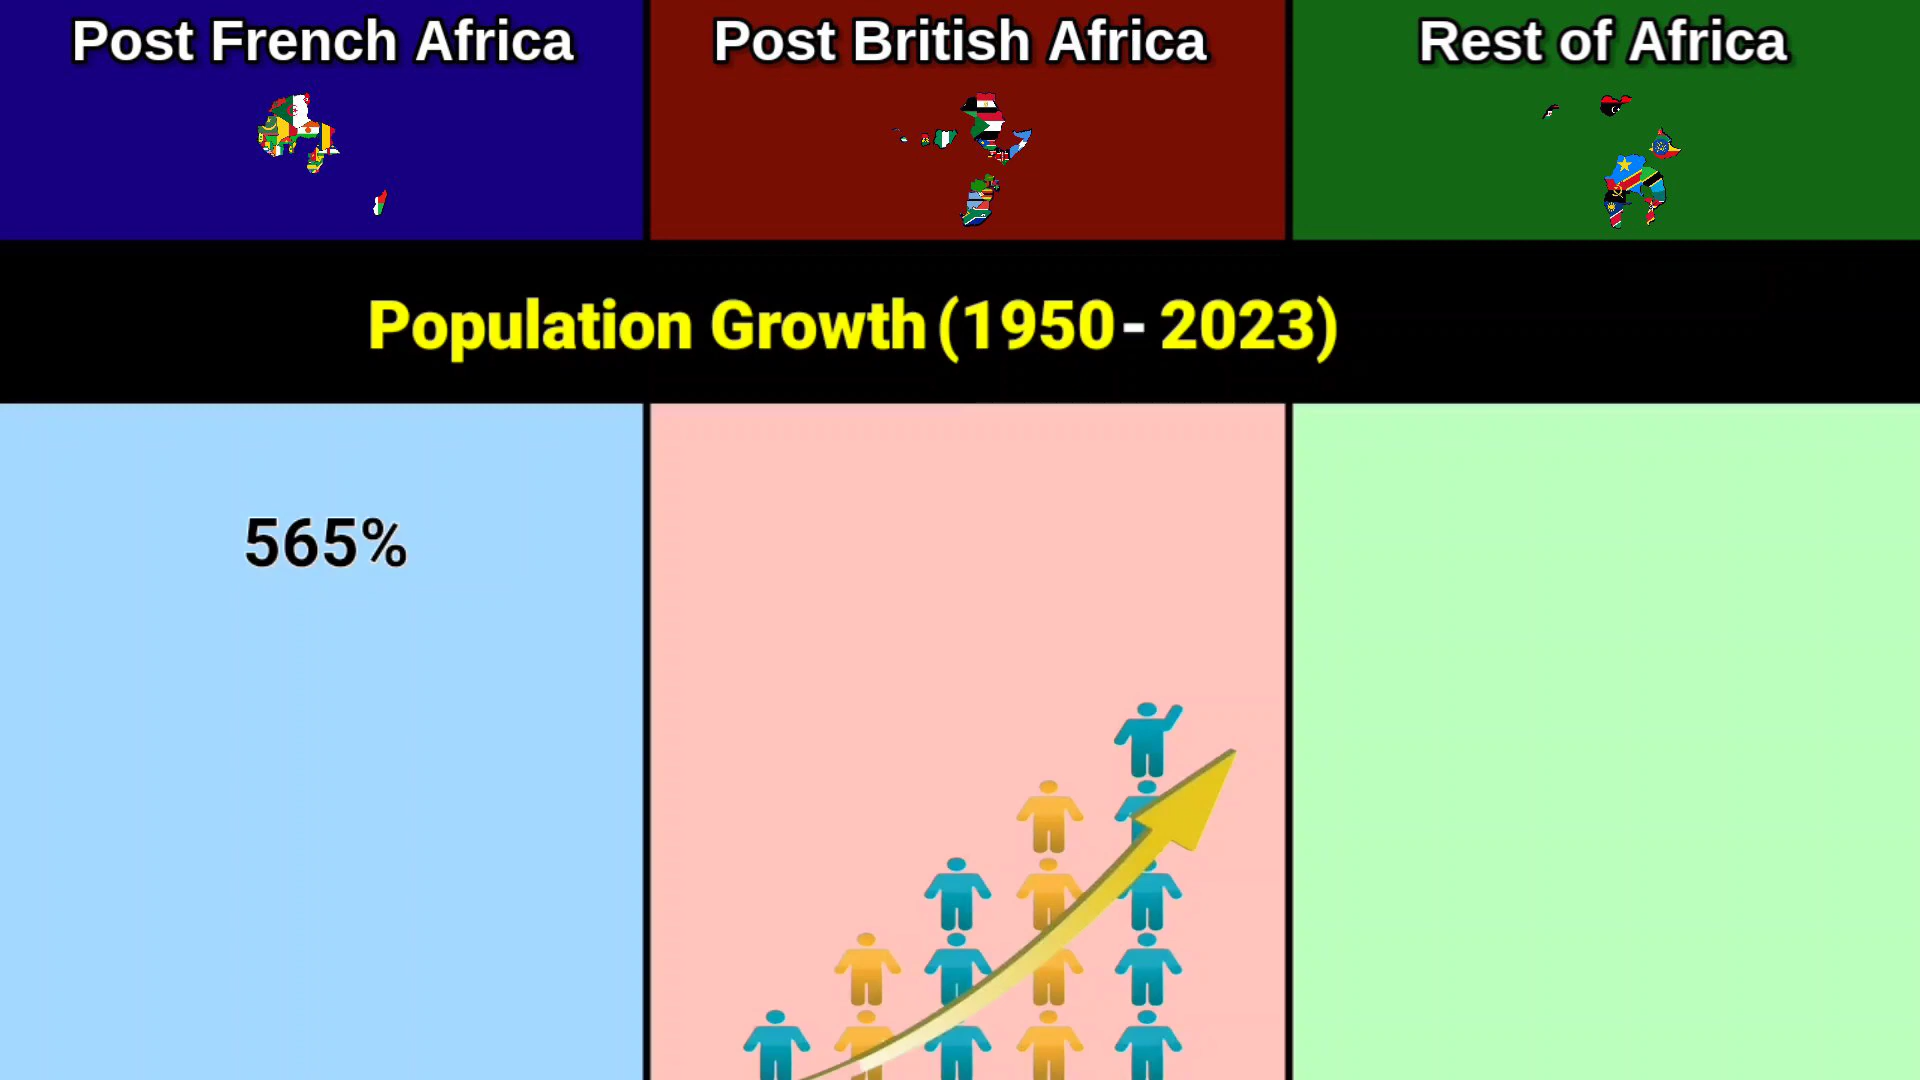 Post French Africa
Post British Africa
Rest of Africa
Population Growth (1950 - 2023)
565%